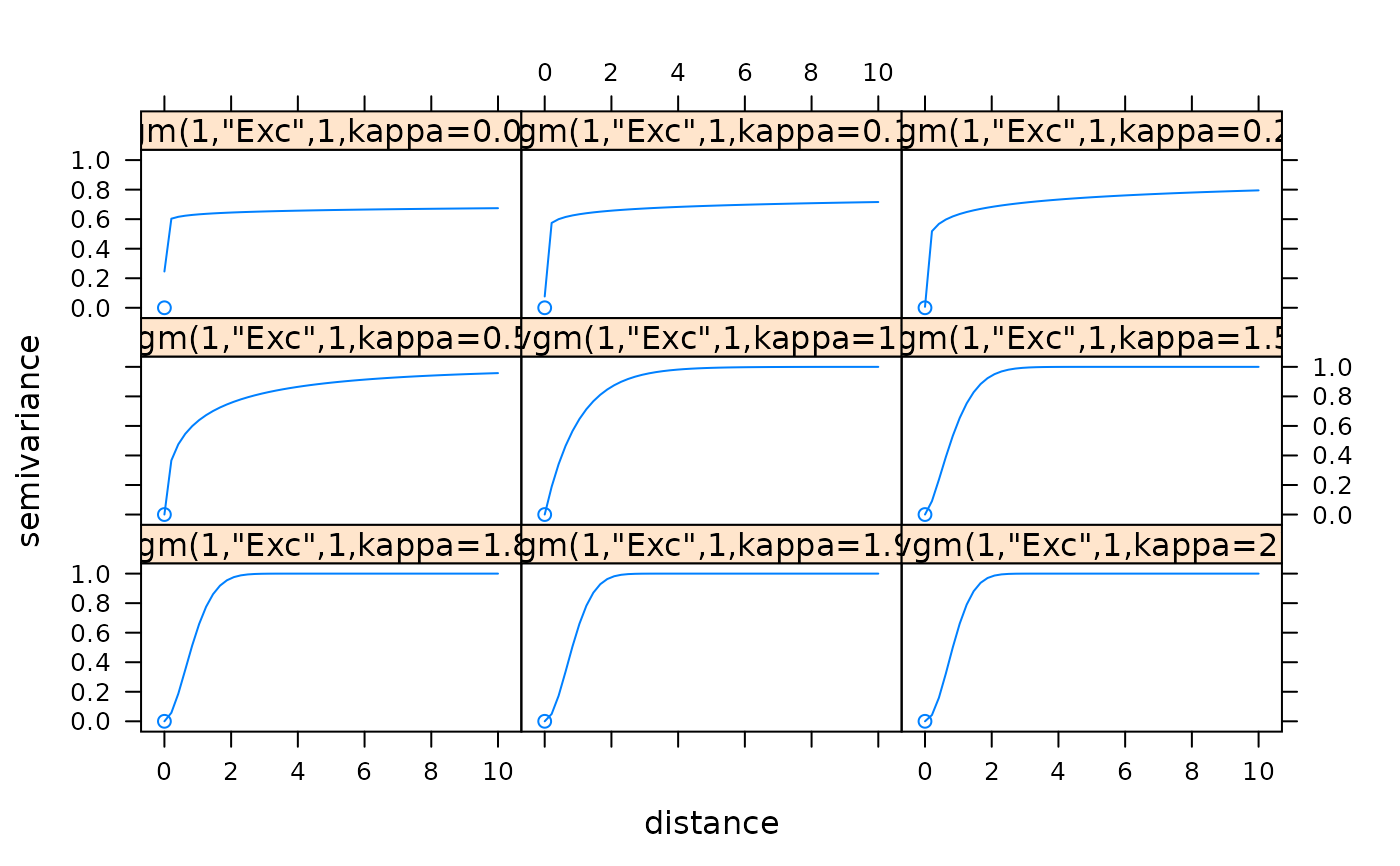 0 2 4 6 8 10
gm(1,"Exc",1,kappa=0.0 gm(1,"Exc",1,kappa=0.1 gm(1,"Exc",1,kappa=0.2
1.0
0.8
0.6
0.4
0.2
0.0
gm(1,"Exc",1,kappa=0.5 vgm(1,"Exc",1,kappa=1 gm(1,"Exc",1,kappa=1.5
1.0
0.8
0.6
0.4
0.2
0.0
semivariance
gm(1,"Exc",1,kappa=1.8 gm(1,"Exc",1,kappa=1.9 vgm(1,"Exc",1,kappa=2
1.0
0.8
0.6
0.4
0.2
0.0
0 2 4 6 8 10 0 2 4 6 8 10
distance